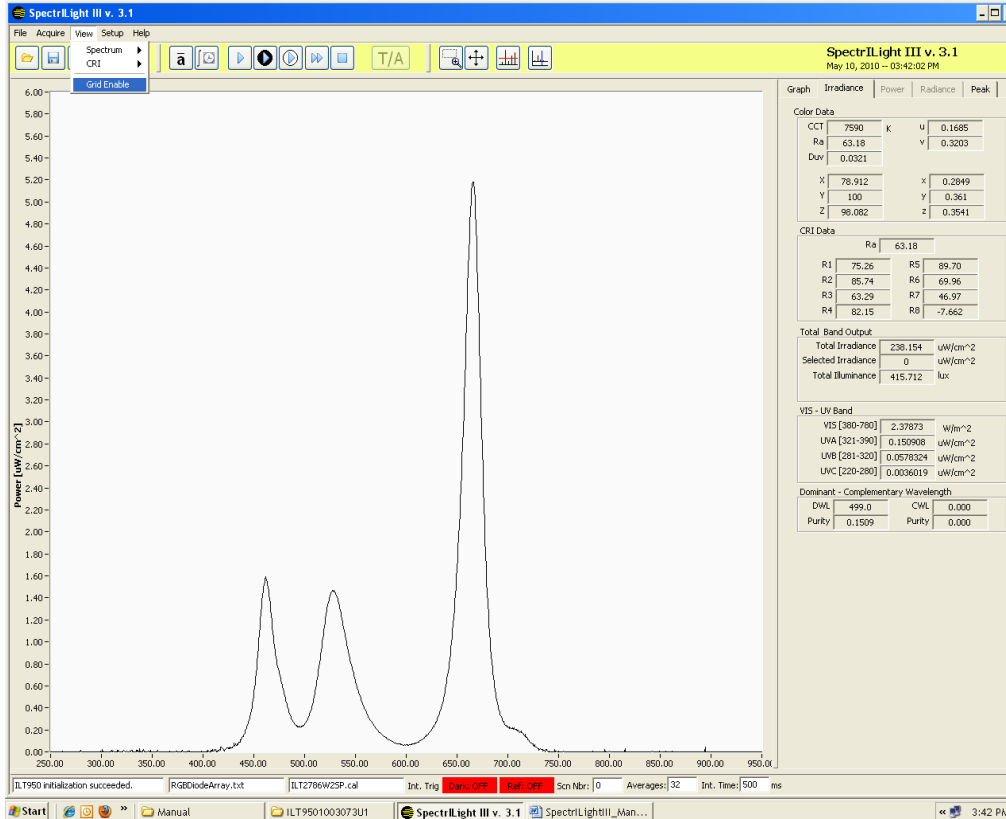 SpectrILight III v. 3.1
File Acquire View Setup Help
Spectrum
CRI
Grid Enable
a
T/A
SpectrILight III v. 3.1
May 10, 2010 -- 03:42:02 PM
Graph Irradiance Power Radiance Peak
Color Data
CCT 7590 K u 0.1685
Ra 63.18 v 0.3203
Duv 0.0321
X 78.912 x 0.2849
Y 100 y 0.361
Z 98.082 z 0.3541
CRI Data
Ra 63.18
R1 75.26 R5 89.70
R2 85.74 R6 69.96
R3 63.29 R7 46.97
R4 82.15 R8 -7.662
Total Band Output
Total Irradiance 238.154 uW/cm^2
Selected Irradiance 0 uW/cm^2
Total Illuminance 415.712 lux
VIS - UV Band
VIS [380-780] 2.37873 W/m^2
UVA [321-390] 0.150908 uW/cm^2
UVB [281-320] 0.0578324 uW/cm^2
UVC [220-280] 0.0036019 uW/cm^2
Dominant - Complementary Wavelength
DWL 499.0 CWL 0.000
Purity 0.1509 Purity 0.000
Power [uW/cm^2]
6.00
5.80
5.60
5.40
5.20
5.00
4.80
4.60
4.40
4.20
4.00
3.80
3.60
3.40
3.20
3.00
2.80
2.60
2.40
2.20
2.00
1.80
1.60
1.40
1.20
1.00
0.80
0.60
0.40
0.20
0.00
250.00 300.00 350.00 400.00 450.00 500.00 550.00 600.00 650.00 700.00 750.00 800.00 850.00 900.00 950.0
ILT950 initialization succeeded. RGBDiodeArray.txt ILT2786W2SP.cal Int. Trig Dark: OFF Ref: OFF Scn Nbr: 0 Averages: 32 Int. Time: 500 ms
Start » Manual ILT9501003073U1 SpectrILight III v. 3.1 SpectrILightIII_Man... « 3:42 PM